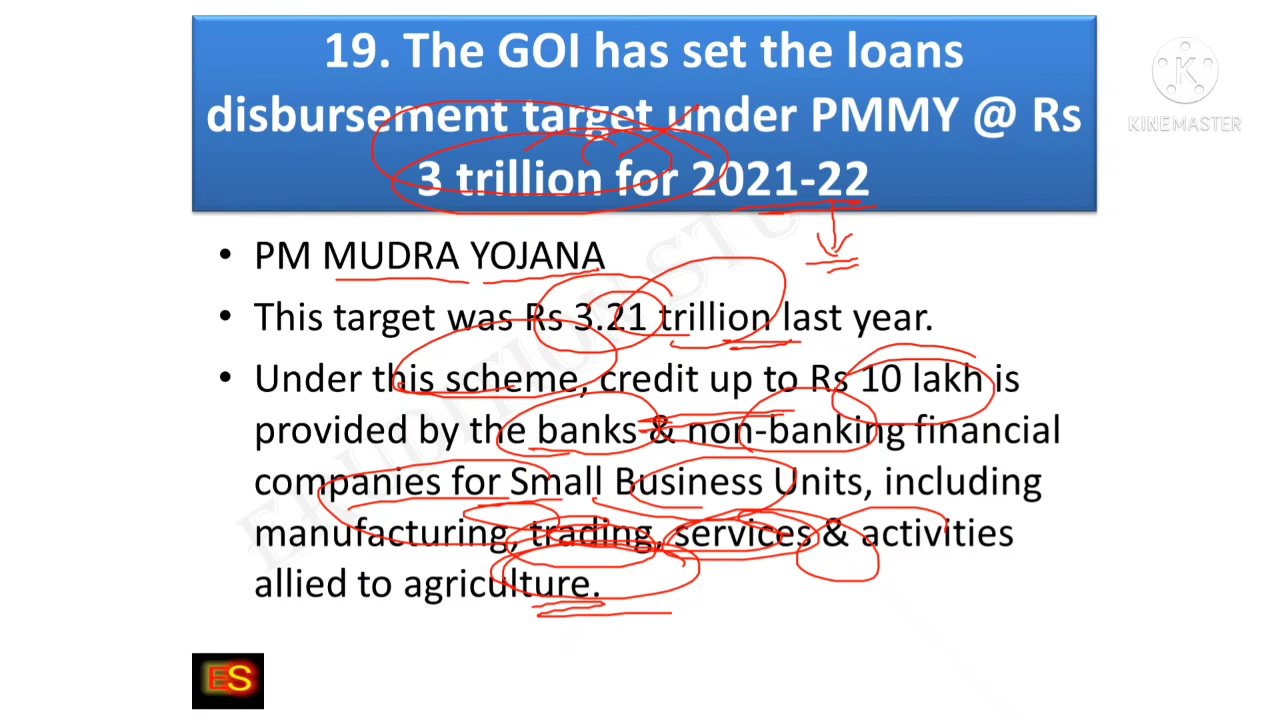 19. The GOI has set the loans
disbursement target under PMMY @ Rs
3 trillion for 2021-22
K
KINEMASTER
• PM MUDRA YOJANA
• This target was Rs 3.21 trillion last year.
• Under this scheme, credit up to Rs 10 lakh is
provided by the banks & non-banking financial
companies for Small Business Units, including
manufacturing, trading, services & activities
allied to agriculture.
ERUDITION STU
ES